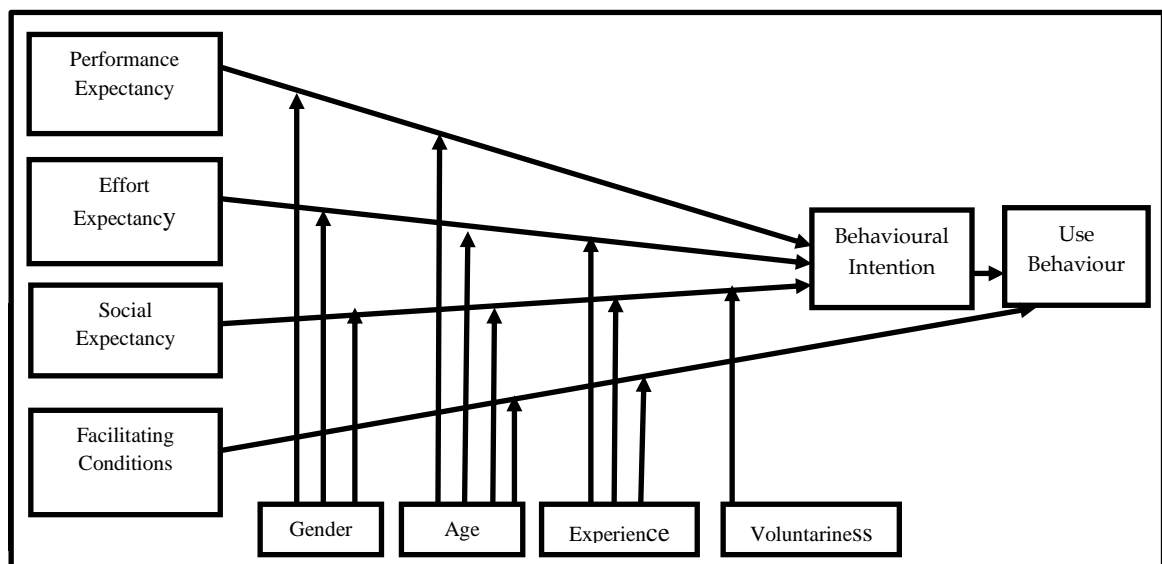 Performance
Expectancy
Effort
Expectancy
Social
Expectancy
Facilitating
Conditions
Behavioural
Intention
Use
Behaviour
Gender
Age
Experience
Voluntariness